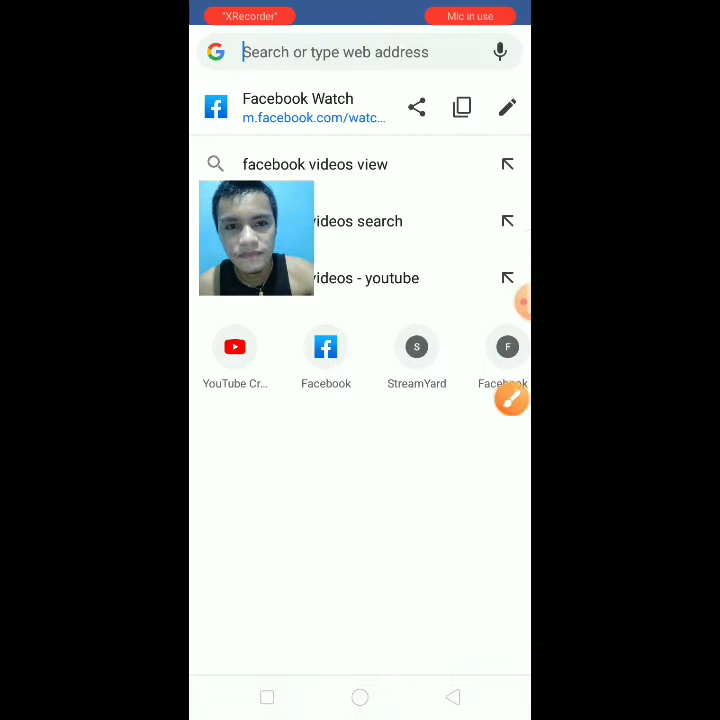 "XRecorder" Mic in use
Search or type web address
Facebook Watch
m.facebook.com/watc...
facebook videos view
videos search
videos - youtube
S F
YouTube Cr... Facebook StreamYard Facebook